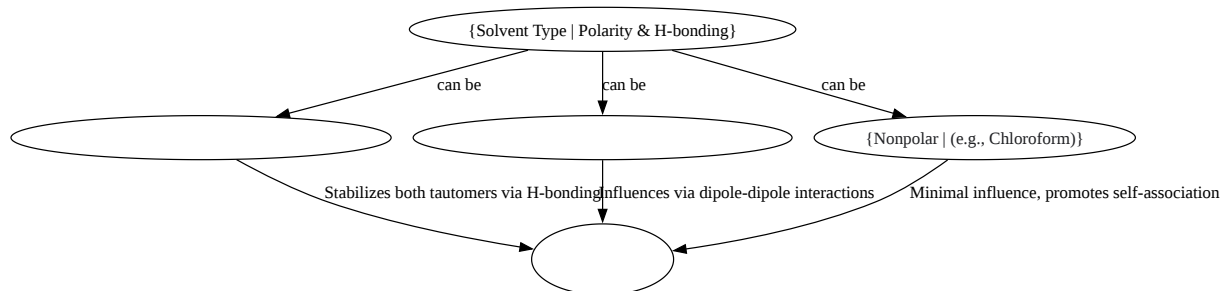 {Solvent Type | Polarity & H-bonding}
can be
can be
can be
{Nonpolar | (e.g., Chloroform)}
Stabilizes both tautomers via H-bonding
Influences via dipole-dipole interactions
Minimal influence, promotes self-association